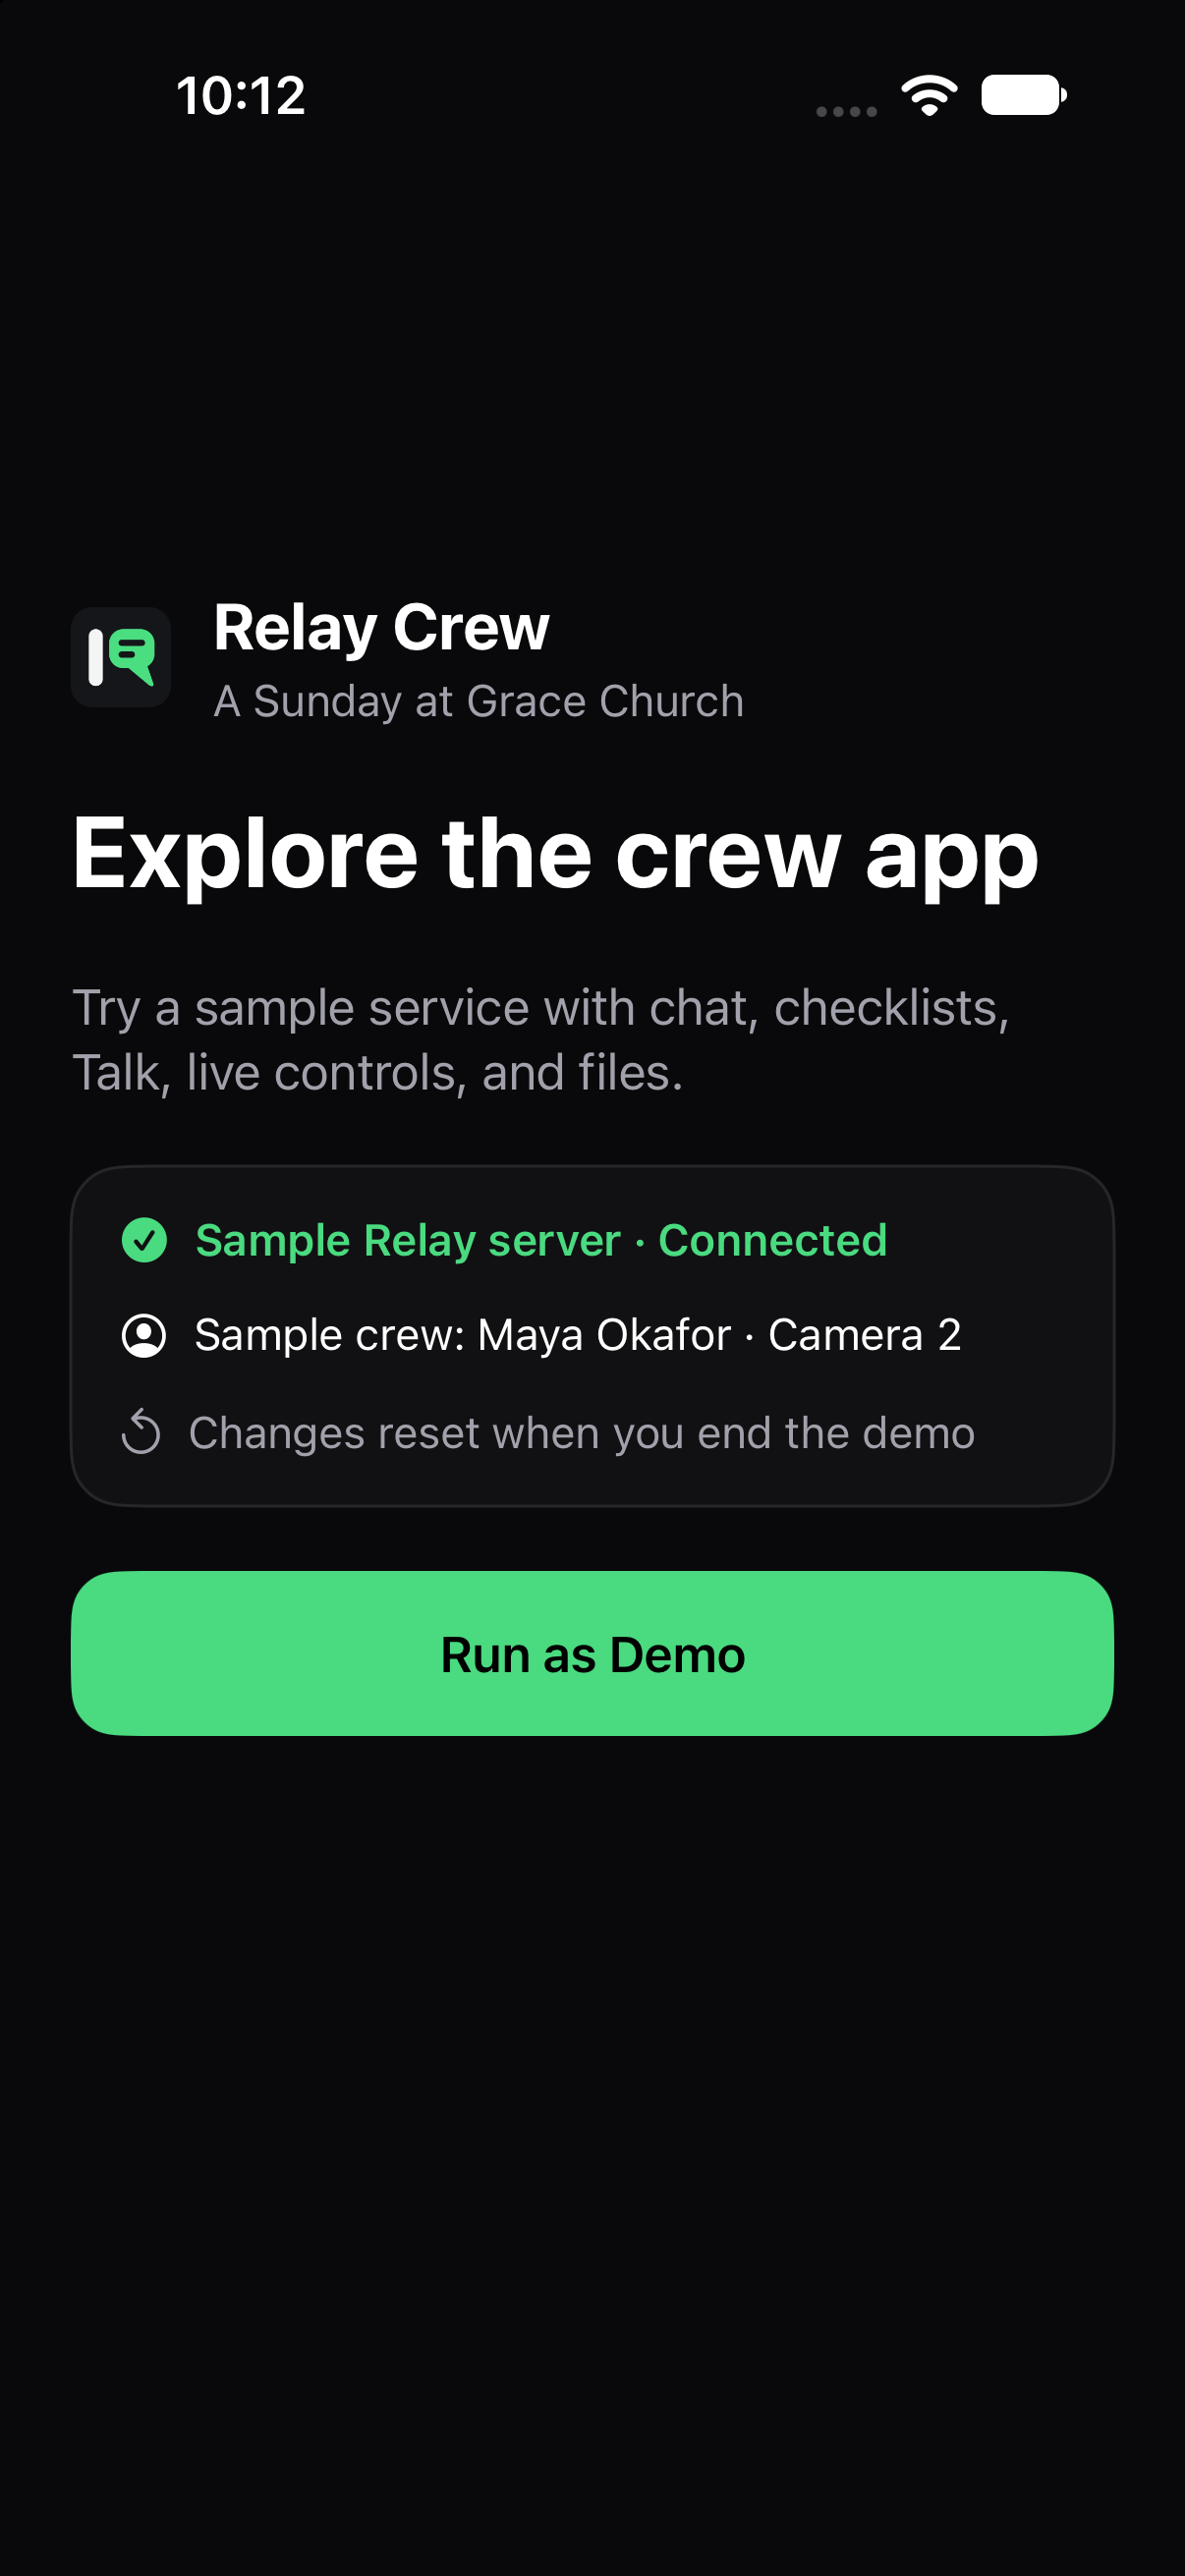 10:12
Relay Crew
A Sunday at Grace Church
Explore the crew app
Try a sample service with chat, checklists,
Talk, live controls, and files.
Sample Relay server · Connected
Sample crew: Maya Okafor · Camera 2
Changes reset when you end the demo
Run as Demo